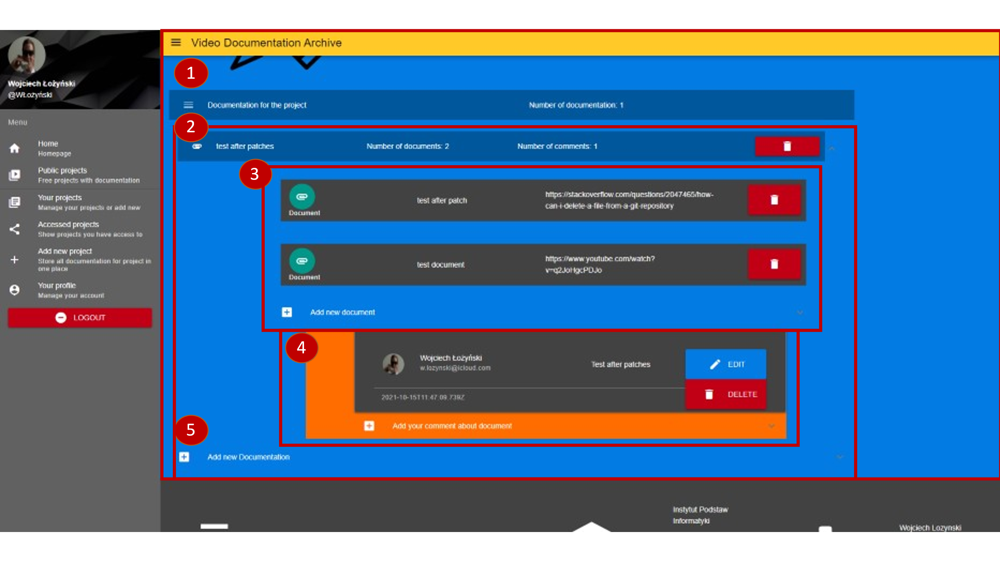 Wojciech Łożyński
@WŁożyński
Menu
Home
Homepage
Public projects
Free projects with documentation
Your projects
Manage your projects or add new
Accessed projects
Show projects you have access to
Add new project
Store all documentation for project in
one place
Your profile
Manage your account
LOGOUT
Video Documentation Archive
1
Documentation for the project
Number of documentation: 1
2
test after patches
Number of documents: 2
Number of comments: 1
3
Document
test after patch
https://stackoverflow.com/questions/2047465/how-
can-i-delete-a-file-from-a-git-repository
Document
test document
https://www.youtube.com/watch?
v=q2JoHgcPDJo
Add new document
4
Wojciech Łożyński
w.lozynski@icloud.com
Test after patches
EDIT
DELETE
2021-10-15T11:47:09.739Z
Add your comment about document
5
Add new Documentation
Instytut Podstaw
Informatyki
Wojciech Lozynski